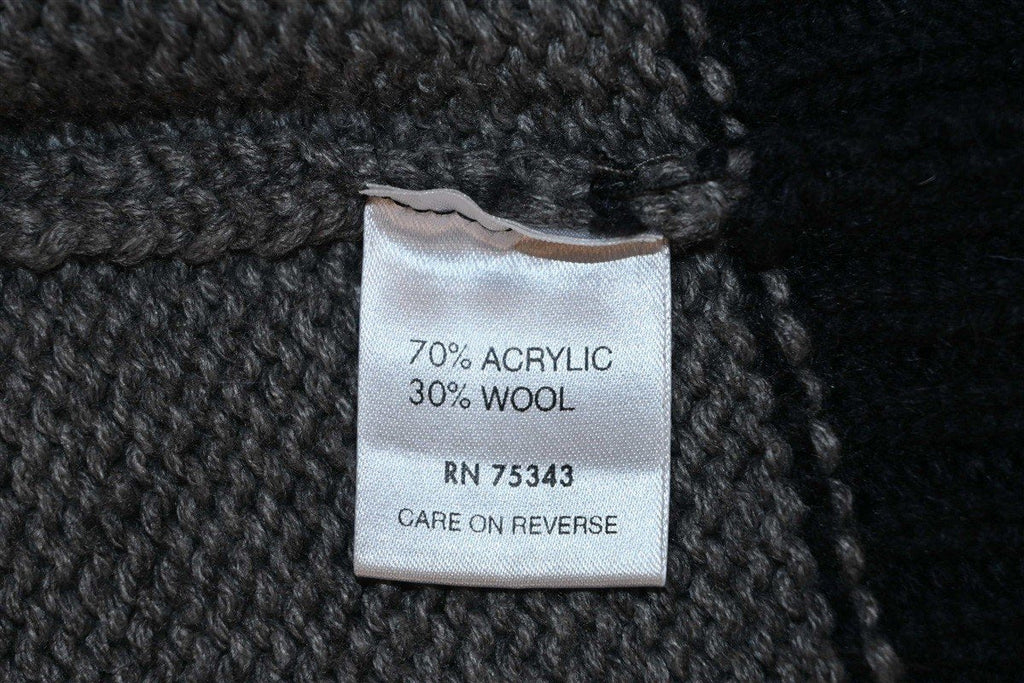 70% ACRYLIC
30% WOOL
RN 75343
CARE ON REVERSE